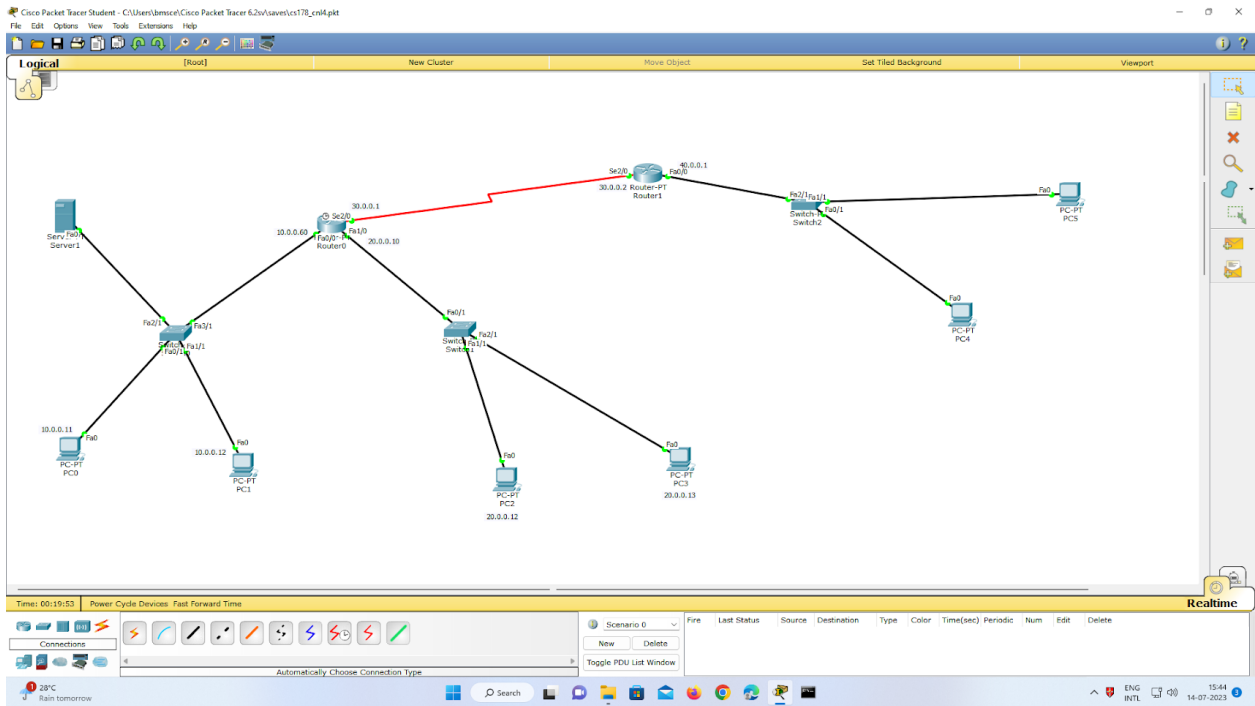 Cisco Packet Tracer Student - C:\Users\bmsce\Cisco Packet Tracer 6.2sv\saves\cs178_cnl4.pkt
File Edit Options View Tools Extensions Help
Logical [Root] New Cluster Move Object Set Tiled Background Viewport
40.0.0.1
Se2/0 Fa0/0
30.0.0.2 Router-PT
Router1
Fa2/1 Fa1/1
Fa0/1
Switch2
Fa0
PC-PT
PC5
30.0.0.1
Se2/0
10.0.0.60 Fa1/0
Fa0/0
20.0.0.10
Router0
Fa0
Server1
Fa0
PC-PT
PC4
Fa0/1
Fa2/1
Fa1/1
Fa2/1 Fa3/1
Fa1/1
Fa0/1
10.0.0.11
Fa0
PC-PT
PC0
Fa0
10.0.0.12
PC-PT
PC1
Fa0
PC-PT
PC2
20.0.0.12
Fa0
PC-PT
PC3
20.0.0.13
Time: 00:19:53 Power Cycle Devices Fast Forward Time Realtime
Connections
Automatically Choose Connection Type
Scenario 0
New Delete
Toggle PDU List Window
Fire Last Status Source Destination Type Color Time(sec) Periodic Num Edit Delete
1
28°C
Rain tomorrow
Search
ENG
INTL
15:44
14-07-2023
3